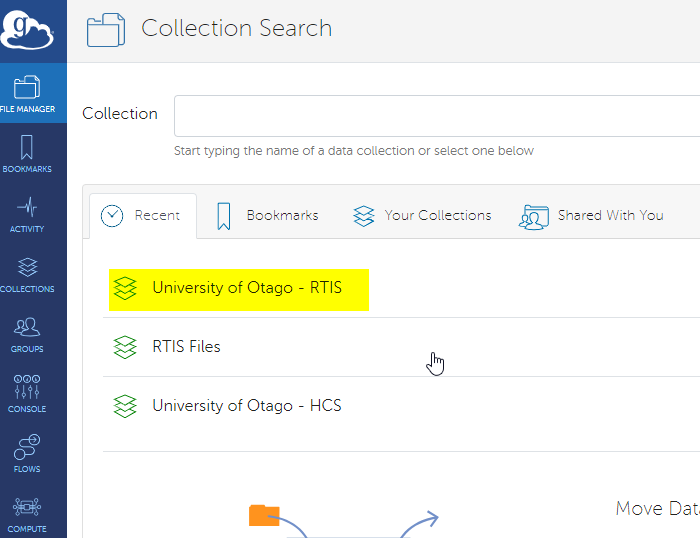 g
Collection Search
FILE MANAGER
BOOKMARKS
ACTIVITY
COLLECTIONS
GROUPS
CONSOLE
FLOWS
COMPUTE
Collection
Start typing the name of a data collection or select one below
Recent Bookmarks Your Collections Shared With You
University of Otago - RTIS
RTIS Files
University of Otago - HCS
Move Data